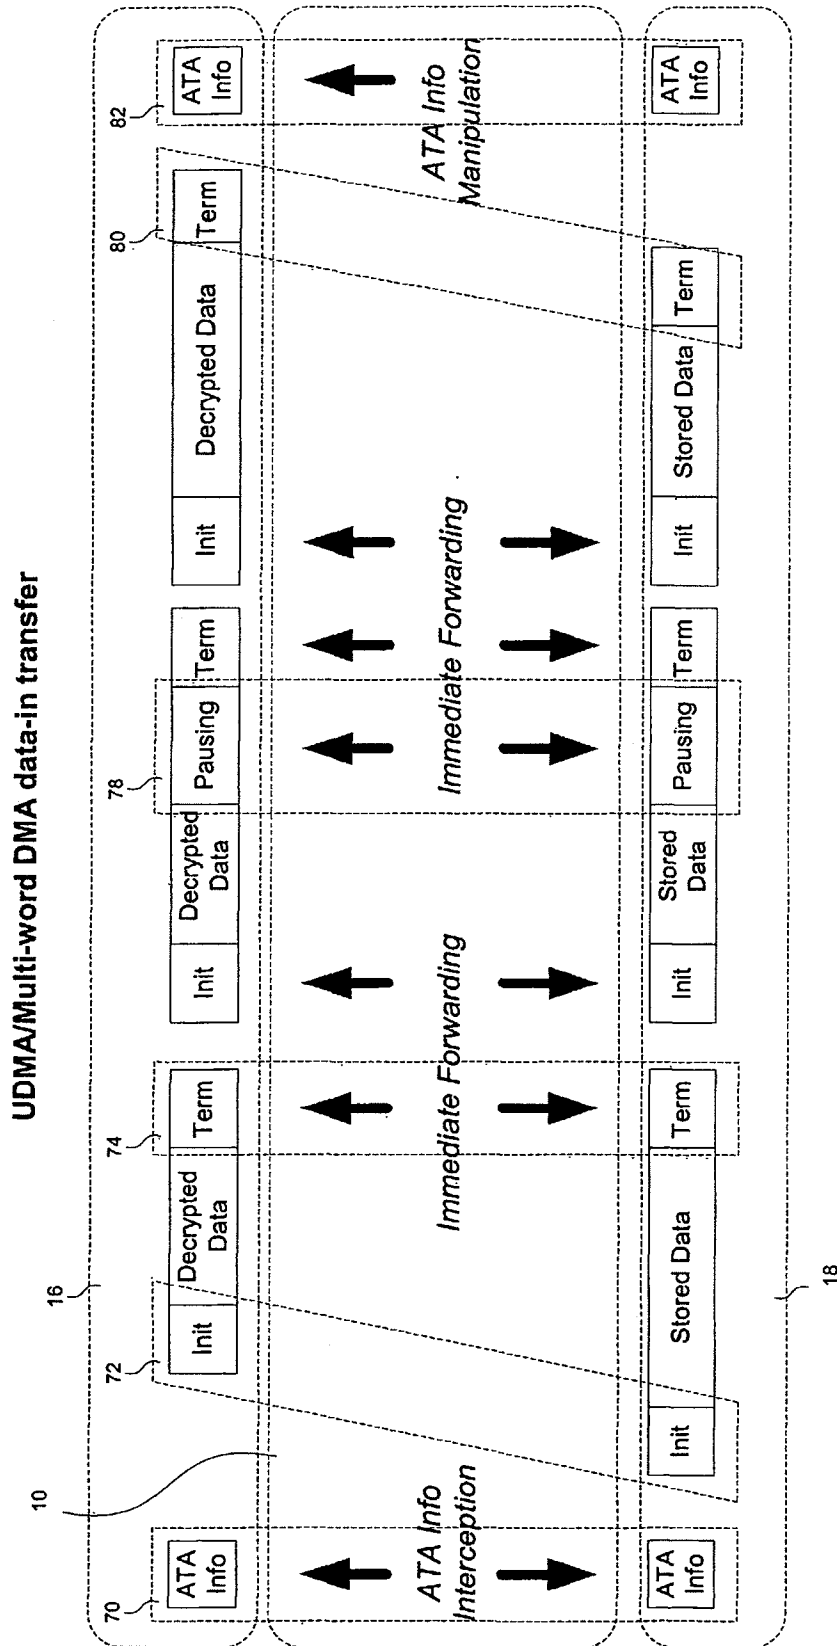 UDMA/Multi-word DMA data-in transfer
16
10
70
72
74
78
80
82
ATA
Info
Init
Decrypted
Data
Term
Init
Decrypted
Data
Pausing
Term
Init
Decrypted Data
Term
ATA
Info
ATA Info
Interception
Immediate Forwarding
Immediate Forwarding
ATA Info
Manipulation
ATA
Info
Init
Stored Data
Term
Init
Stored
Data
Pausing
Term
Init
Stored Data
Term
ATA
Info
18